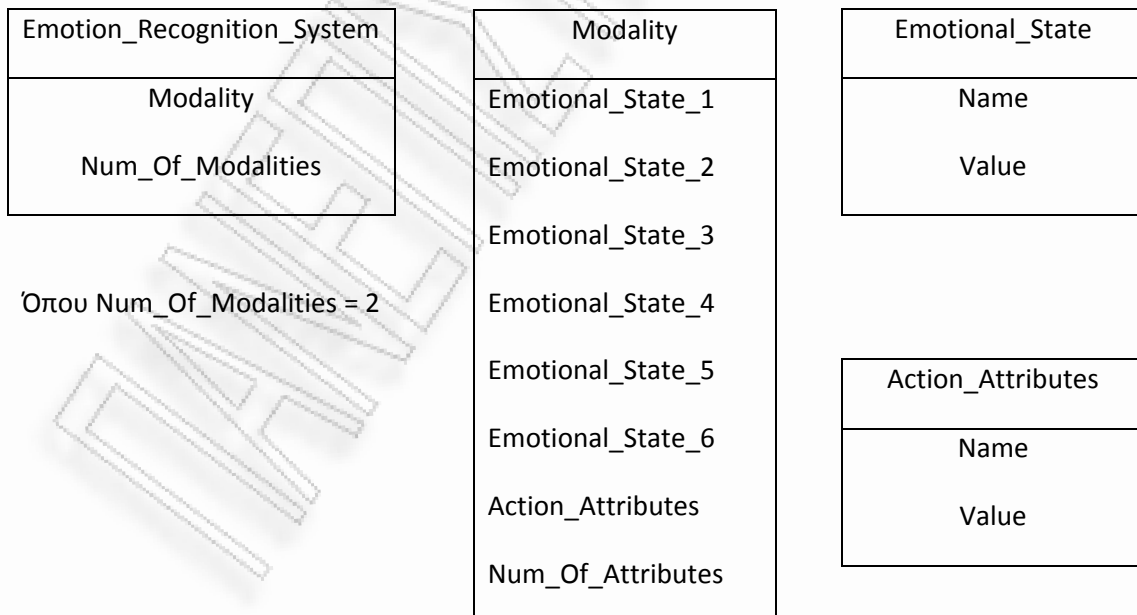 Emotion_Recognition_System
Modality
Num_Of_Modalities
Όπου Num_Of_Modalities = 2
Modality
Emotional_State_1
Emotional_State_2
Emotional_State_3
Emotional_State_4
Emotional_State_5
Emotional_State_6
Action_Attributes
Num_Of_Attributes
Emotional_State
Name
Value
Action_Attributes
Name
Value